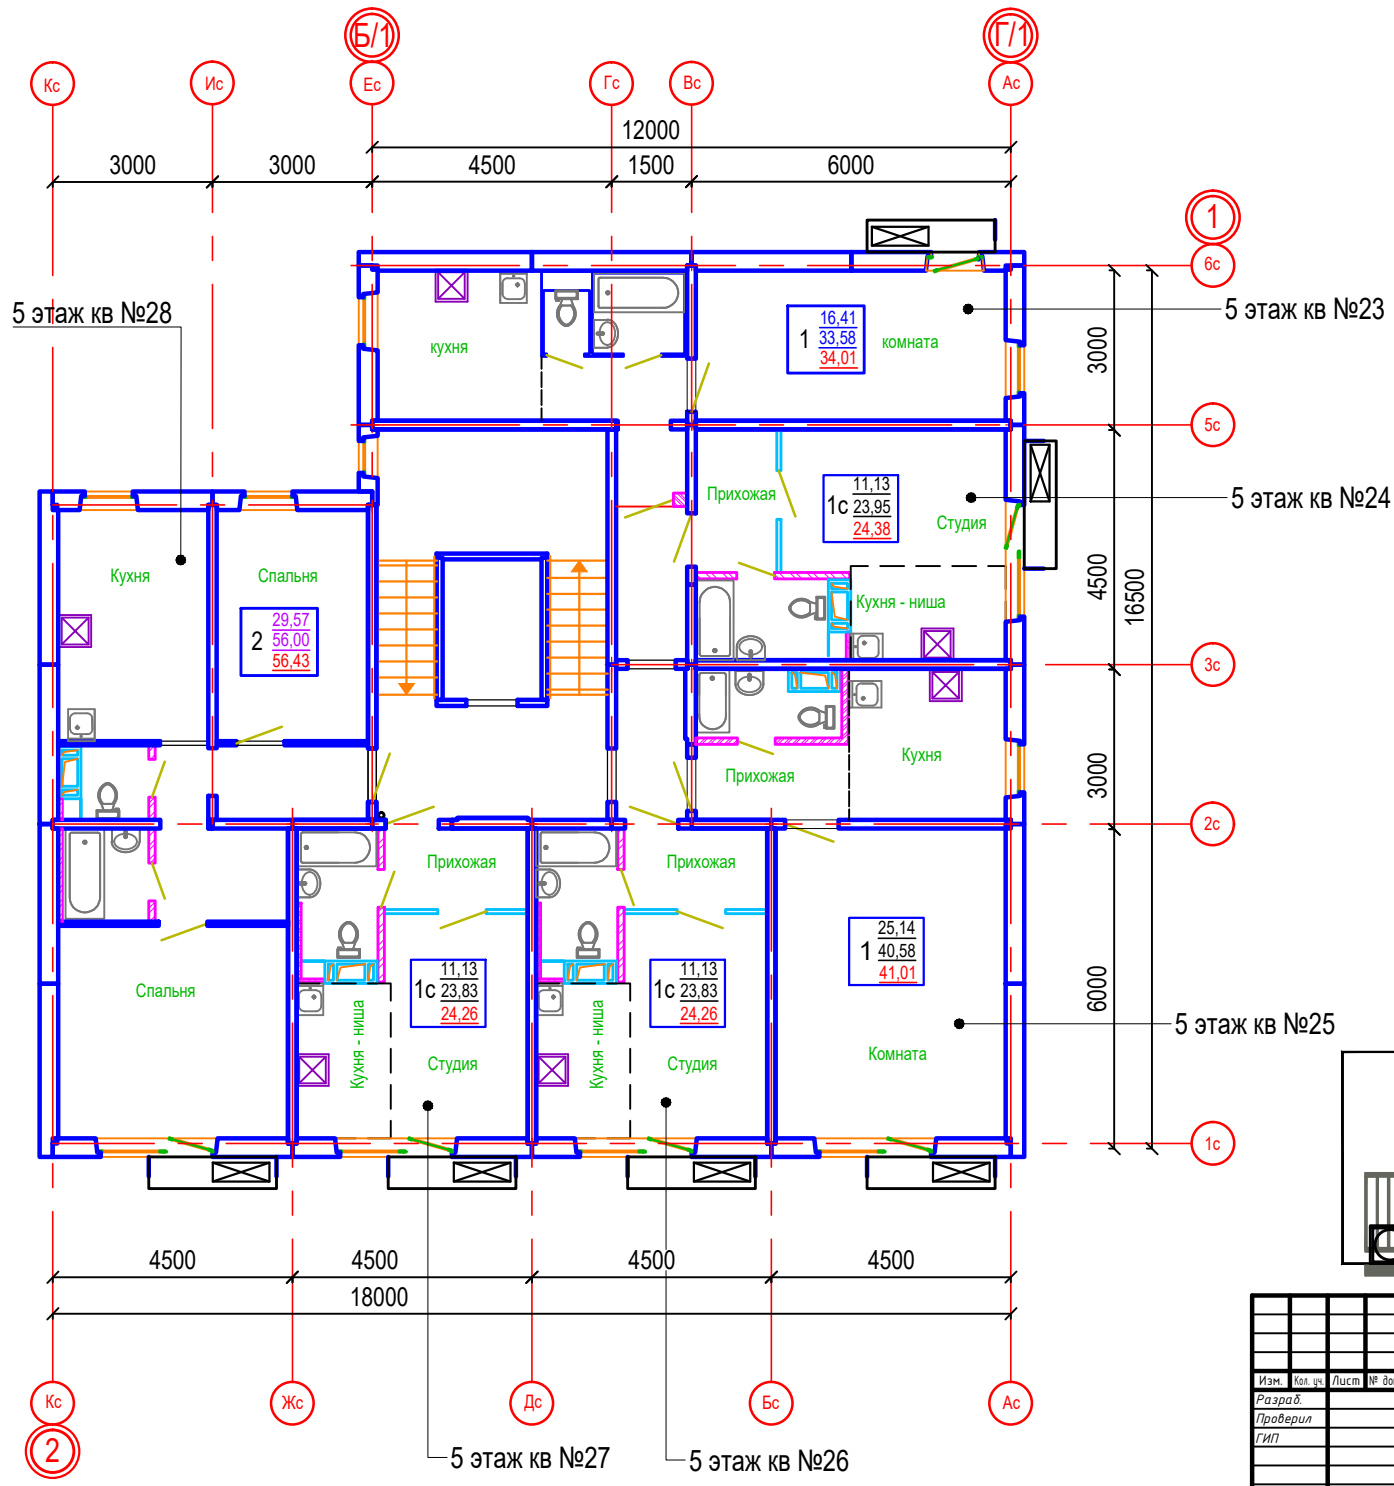 Б/1
Г/1
Кс
Ис
Ес
Гс
Вс
Ас
12000
3000
3000
4500
1500
6000
1
6с
5 этаж кв №28
5 этаж кв №23
16,41
1 33,58
34,01
кухня
комната
3000
5с
Прихожая
11,13
1с 23,95
24,38
Студия
5 этаж кв №24
Кухня
Спальня
Кухня - ниша
4500
16500
29,57
2 56,00
56,43
3с
Прихожая
Кухня
3000
2с
Прихожая
Прихожая
25,14
1 40,58
41,01
Спальня
11,13
1с 23,83
24,26
11,13
1с 23,83
24,26
6000
5 этаж кв №25
Кухня - ниша
Студия
Кухня - ниша
Студия
Комната
1с
4500
4500
4500
4500
18000
Кс
Жс
Дс
Бс
Ас
2
5 этаж кв №27
5 этаж кв №26
Изм. Кол. уч. Лист № до
Разраб.
Проверил
ГИП